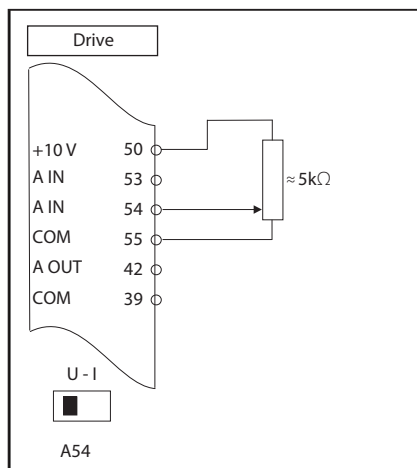 Drive
+10 V 50
A IN 53
A IN 54
≈ 5kΩ
COM 55
A OUT 42
COM 39
U - I
A54